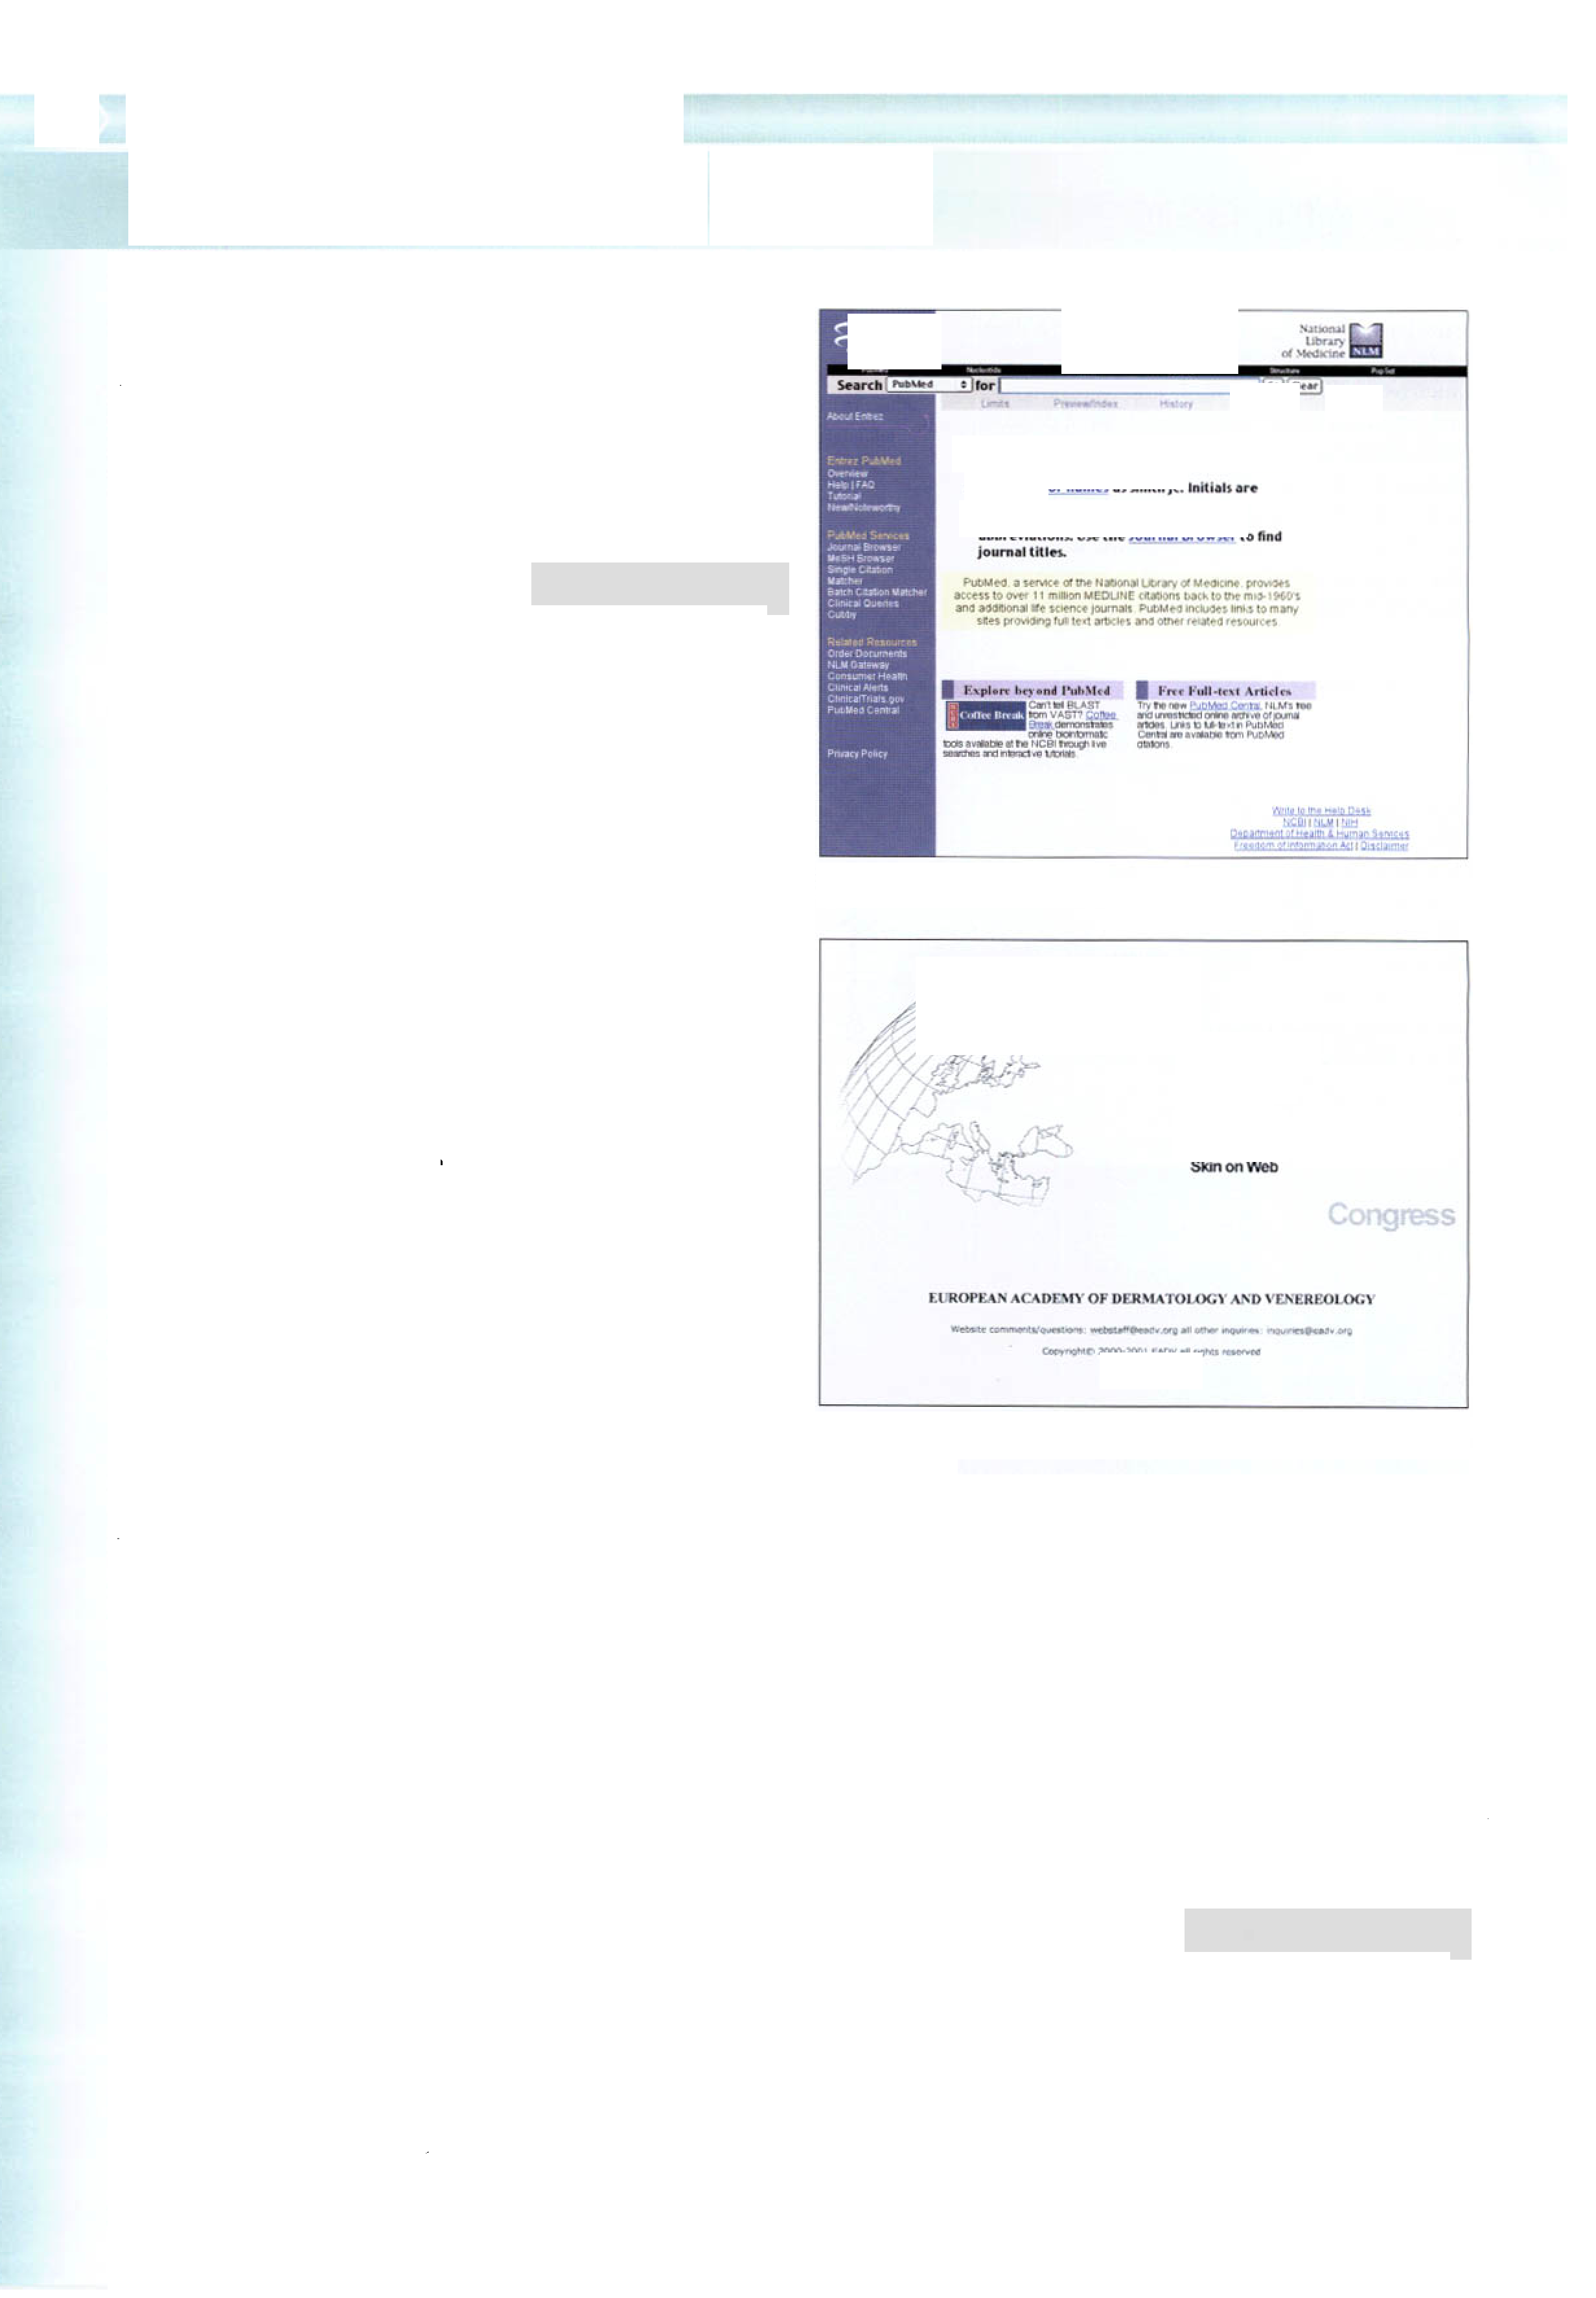 National
Library
of Medicine NLM
Nucleotide Structure PopSet
Search PubMed for
Limits Preview/Index History
About Entrez
Entrez PubMed
Overview
Help | FAQ
Tutorial
New/Noteworthy
PubMed Services
Journal Browser
MeSH Browser
Single Citation
Matcher
Batch Citation Matcher
Clinical Queries
Cubby
Related Resources
Order Documents
NLM Gateway
Consumer Health
Clinical Alerts
ClinicalTrials.gov
PubMed Central
Privacy Policy
Initials are
to find
journal titles.
PubMed, a service of the National Library of Medicine, provides
access to over 11 million MEDLINE citations back to the mid-1960's
and additional life science journals. PubMed includes links to many
sites providing full text articles and other related resources.
Explore beyond PubMed
Coffee Break
Can't tell BLAST
from VAST? Coffee
Break demonstrates
online bioinformatic
tools available at the NCBI through live
searches and interactive tutorials.
Free Full-text Articles
Try the new PubMed Central, NLM's free
and unrestricted online archive of journal
articles. Links to full-text in PubMed
Central are available from PubMed
citations.
Write to the Help Desk
NCBI | NLM | NIH
Department of Health & Human Services
Freedom of Information Act | Disclaimer
Skin on Web
Congress
EUROPEAN ACADEMY OF DERMATOLOGY AND VENEREOLOGY
Website comments/questions: webstaff@eadv.org all other inquiries: inquiries@eadv.org
Copyright© 2000-2001 EADV all rights reserved